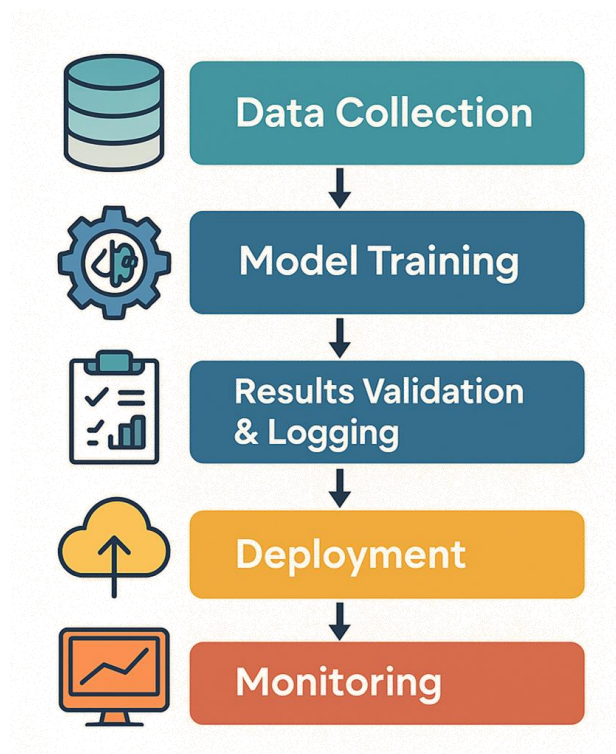 Data Collection
Model Training
Results Validation
& Logging
Deployment
Monitoring